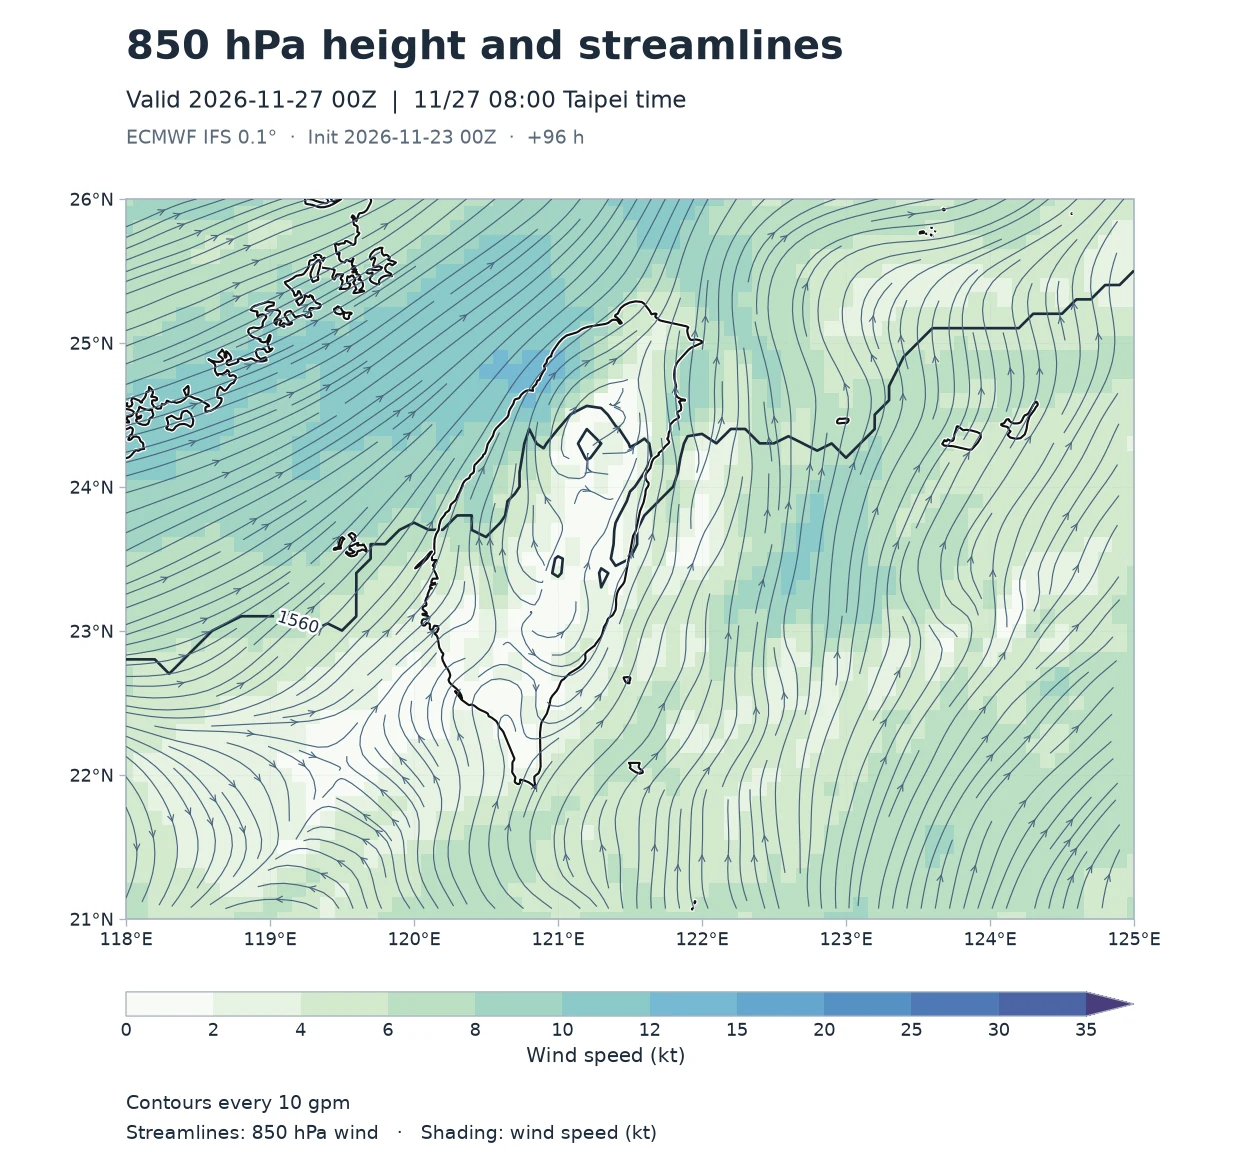 850 hPa height and streamlines
Valid 2026-11-27 00Z | 11/27 08:00 Taipei time
ECMWF IFS 0.1° · Init 2026-11-23 00Z · +96 h
26°N
25°N
24°N
23°N
22°N
21°N
1560
118°E 119°E 120°E 121°E 122°E 123°E 124°E 125°E
0 2 4 6 8 10 12 15 20 25 30 35
Wind speed (kt)
Contours every 10 gpm
Streamlines: 850 hPa wind · Shading: wind speed (kt)